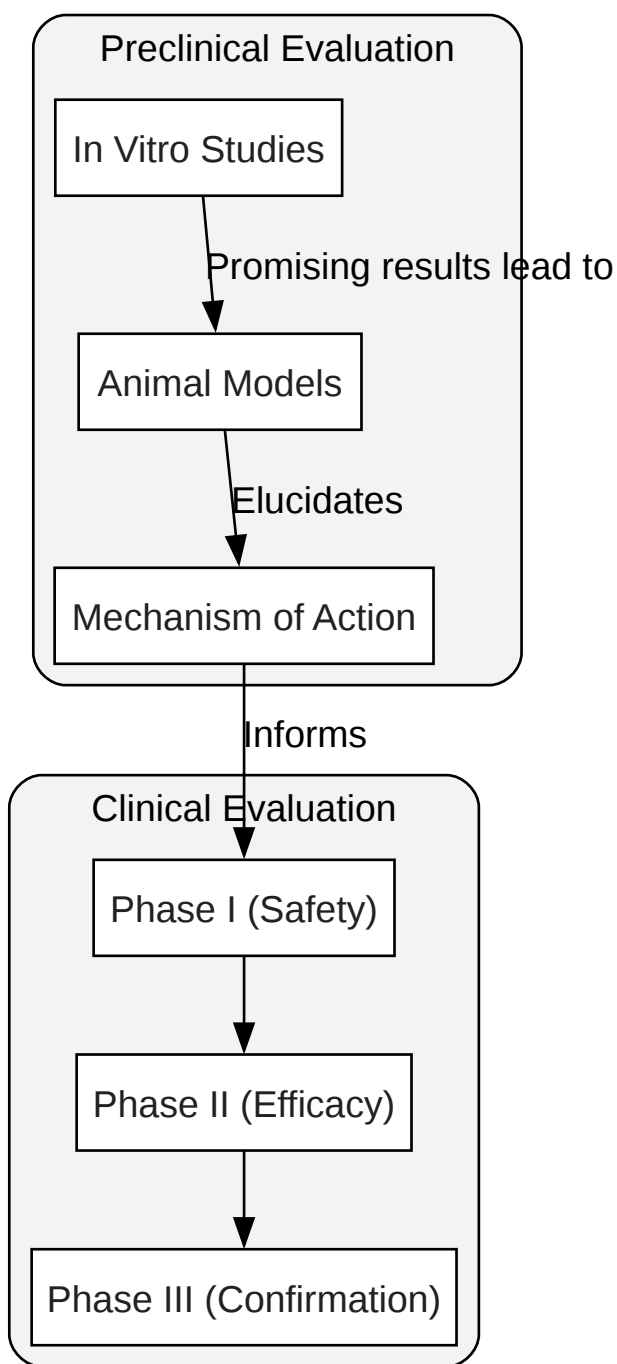 Preclinical Evaluation
In Vitro Studies
Promising results lead to
Animal Models
Elucidates
Mechanism of Action
Informs
Clinical Evaluation
Phase I (Safety)
Phase II (Efficacy)
Phase III (Confirmation)